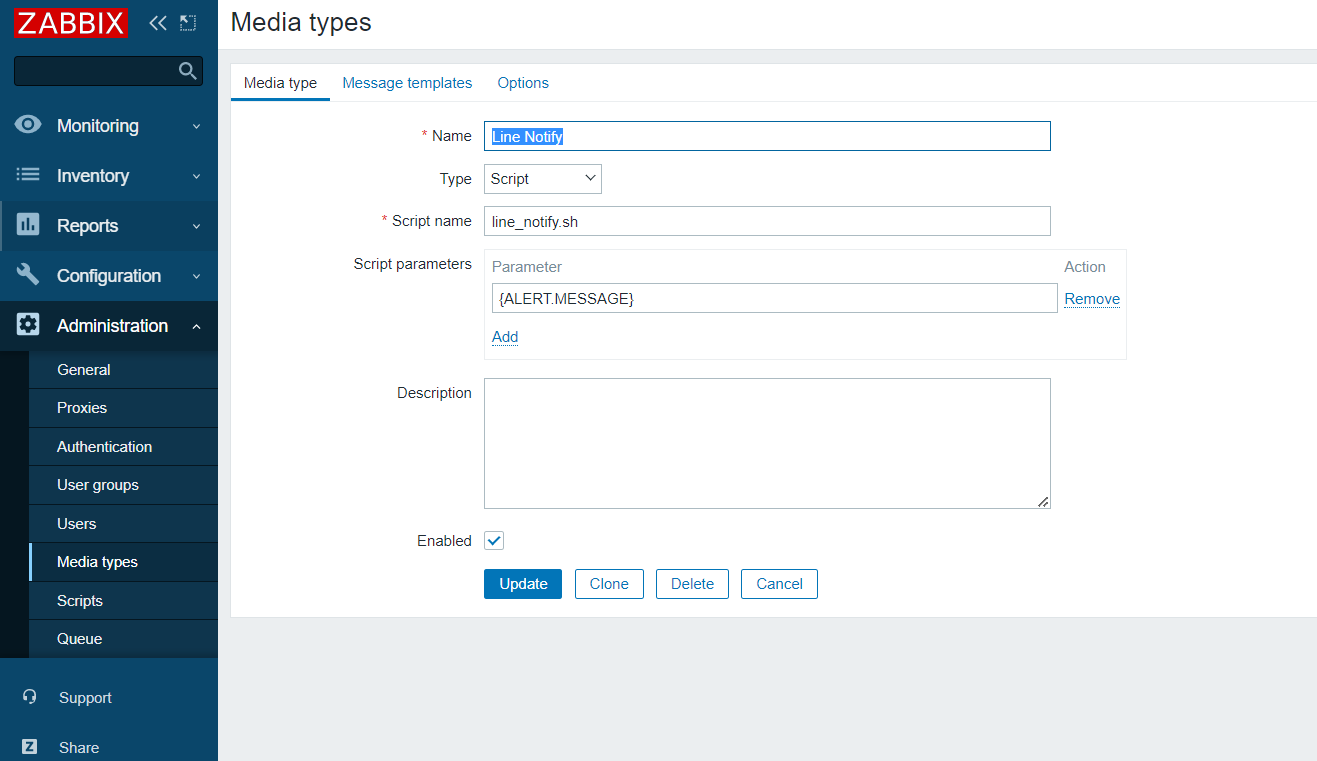 ZABBIX
Monitoring
Inventory
Reports
Configuration
Administration
General
Proxies
Authentication
User groups
Users
Media types
Scripts
Queue
Support
Z
Share
Media types
Media type Message templates Options
* Name Line Notify
Type Script
* Script name line_notify.sh
Script parameters Parameter Action
{ALERT.MESSAGE} Remove
Add
Description
Enabled
Update Clone Delete Cancel